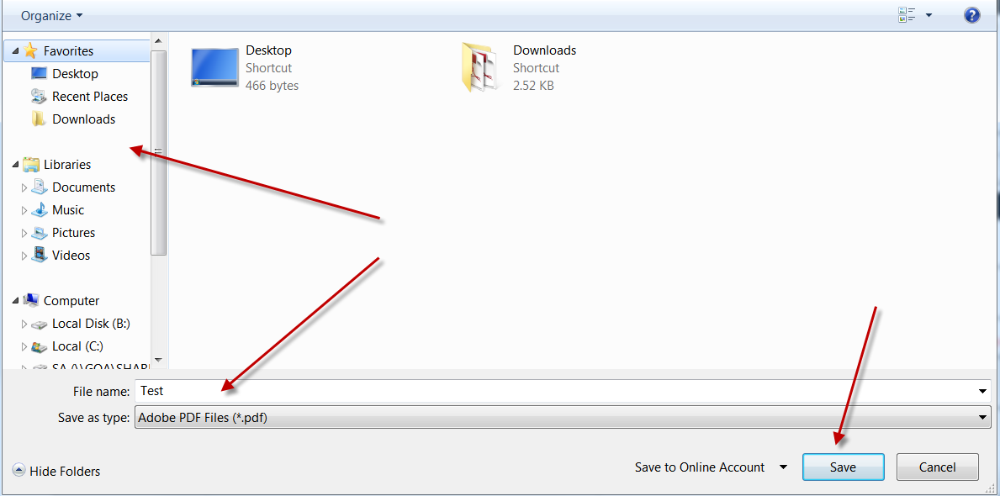 Organize
Favorites
Desktop
Recent Places
Downloads
Libraries
Documents
Music
Pictures
Videos
Computer
Local Disk (B:)
Local (C:)
Desktop
Shortcut
466 bytes
Downloads
Shortcut
2.52 KB
File name: Test
Save as type: Adobe PDF Files (*.pdf)
Hide Folders
Save to Online Account
Save
Cancel